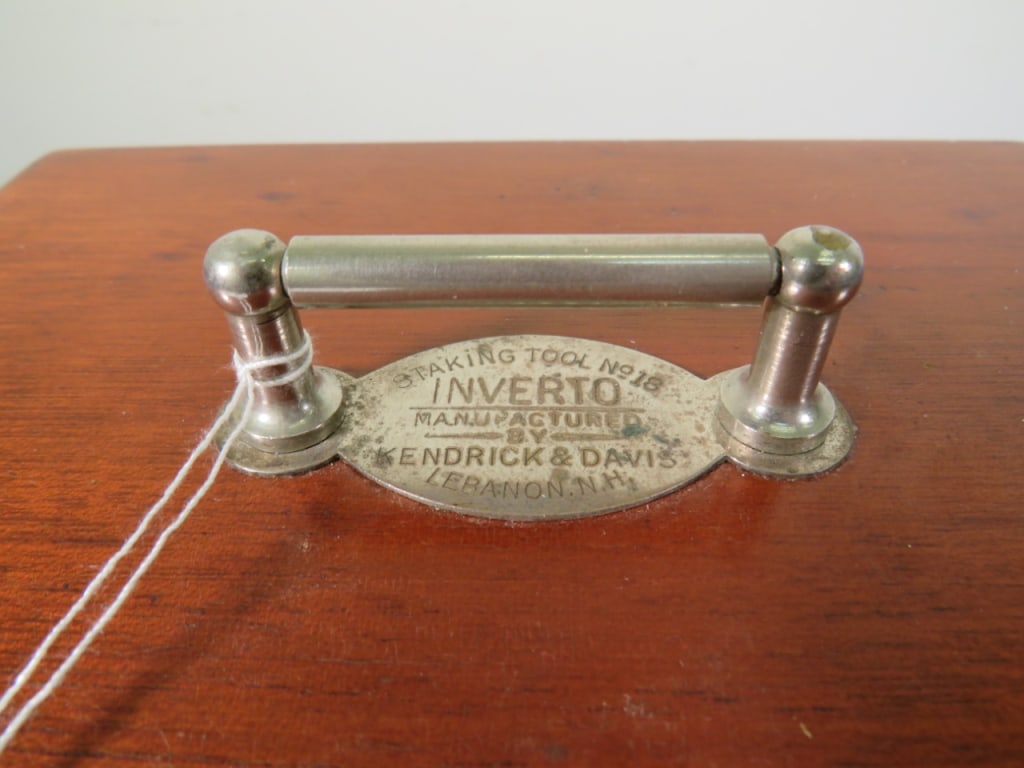 STAKING TOOL No 18
INVERTO
MANUFACTURED
BY
KENDRICK & DAVIS
LEBANON. N.H.